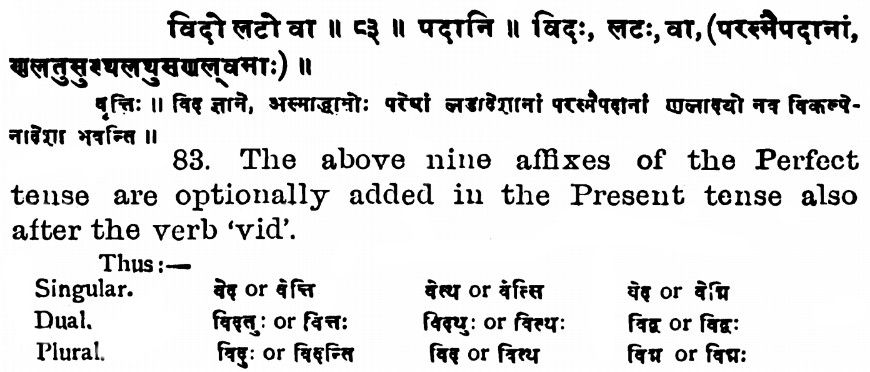 विदो लटो वा ॥ ८३ ॥ पदानि ॥ विदः, लटः, वा, (परस्मैपदानां,
णलतुसुस्थलथुसणल्वमाः) ॥
वृत्तिः ॥ विद ज्ञाने, अस्माद्धातोः परेषां लडादेशानां परस्मैपदानां णलादयो नव विकल्पे-
नादेशा भवन्ति ॥
83. The above nine affixes of the Perfect
tense are optionally added in the Present tense also
after the verb ‘vid’.
Thus:—
Singular. वेद or वेत्ति वेत्थ or वेत्सि वेद or वेद्मि
Dual. विदतुः or वित्तः विदथुः or वित्थः विद्व or विद्वः
Plural. विदुः or विदन्ति विद or वित्थ विद्म or विद्मः